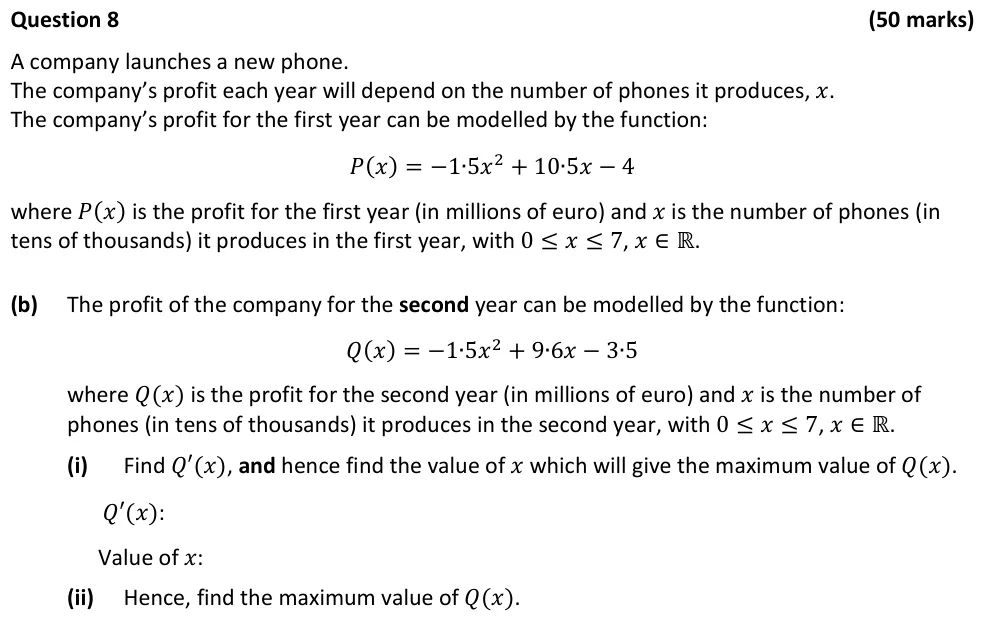 Question 8 (50 marks)
A company launches a new phone.
The company’s profit each year will depend on the number of phones it produces, x.
The company’s profit for the first year can be modelled by the function:
P(x) = −1·5x² + 10·5x − 4
where P(x) is the profit for the first year (in millions of euro) and x is the number of phones (in
tens of thousands) it produces in the first year, with 0 ≤ x ≤ 7, x ∈ ℝ.
(b) The profit of the company for the second year can be modelled by the function:
Q(x) = −1·5x² + 9·6x − 3·5
where Q(x) is the profit for the second year (in millions of euro) and x is the number of
phones (in tens of thousands) it produces in the second year, with 0 ≤ x ≤ 7, x ∈ ℝ.
(i) Find Q′(x), and hence find the value of x which will give the maximum value of Q(x).
Q′(x):
Value of x:
(ii) Hence, find the maximum value of Q(x).